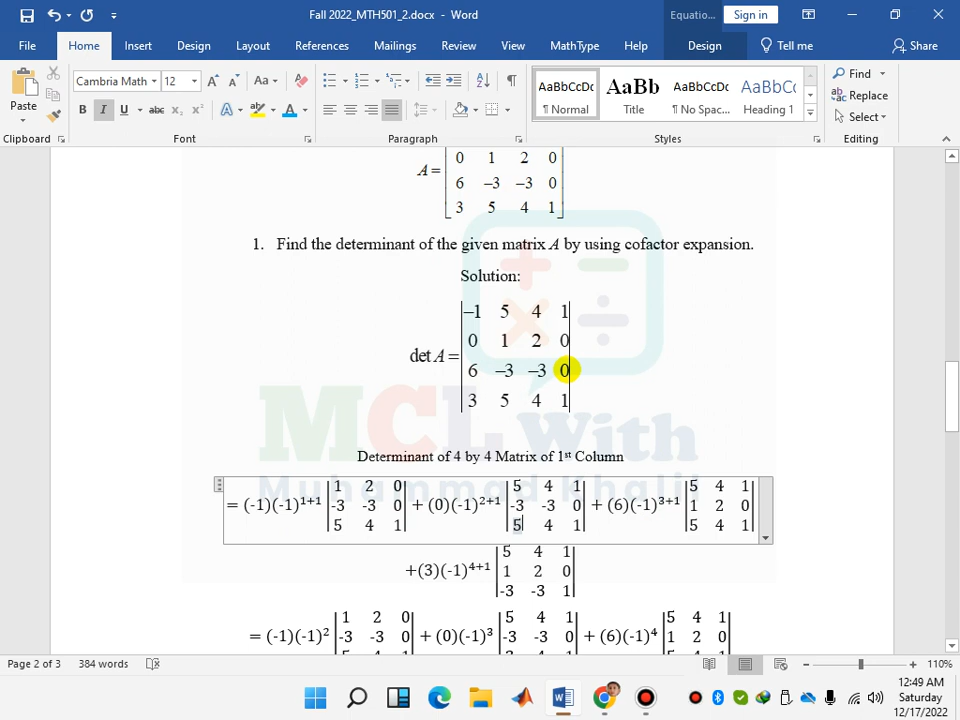 Fall 2022_MTH501_2.docx - Word
Equatio...
Sign in
File Home Insert Design Layout References Mailings Review View MathType Help Design Tell me Share
Cambria Math 12 Aa
Paste
B I U abc x₂ x² A A
AaBbCcDc AaBb AaBbCcDc AaBbCcD
¶ Normal Title ¶ No Spac... Heading 1
Find
Replace
Select
Clipboard Font Paragraph Styles Editing
0 1 2 0
A =
6 −3 −3 0
3 5 4 1
1. Find the determinant of the given matrix A by using cofactor expansion.
Solution:
−1 5 4 1
0 1 2 0
det A =
6 −3 −3 0
3 5 4 1
MCL With
Muhammad Khalil
Determinant of 4 by 4 Matrix of 1st Column
1 2 0 5 4 1 5 4 1
= (-1)(-1)¹⁺¹ -3 -3 0 + (0)(-1)²⁺¹ -3 -3 0 + (6)(-1)³⁺¹ 1 2 0
5 4 1 5 4 1 5 4 1
5 4 1
+(3)(-1)⁴⁺¹ 1 2 0
-3 -3 1
1 2 0 5 4 1 5 4 1
= (-1)(-1)² -3 -3 0 + (0)(-1)³ -3 -3 0 + (6)(-1)⁴ 1 2 0
Page 2 of 3 384 words 110%
12:49 AM
Saturday
12/17/2022